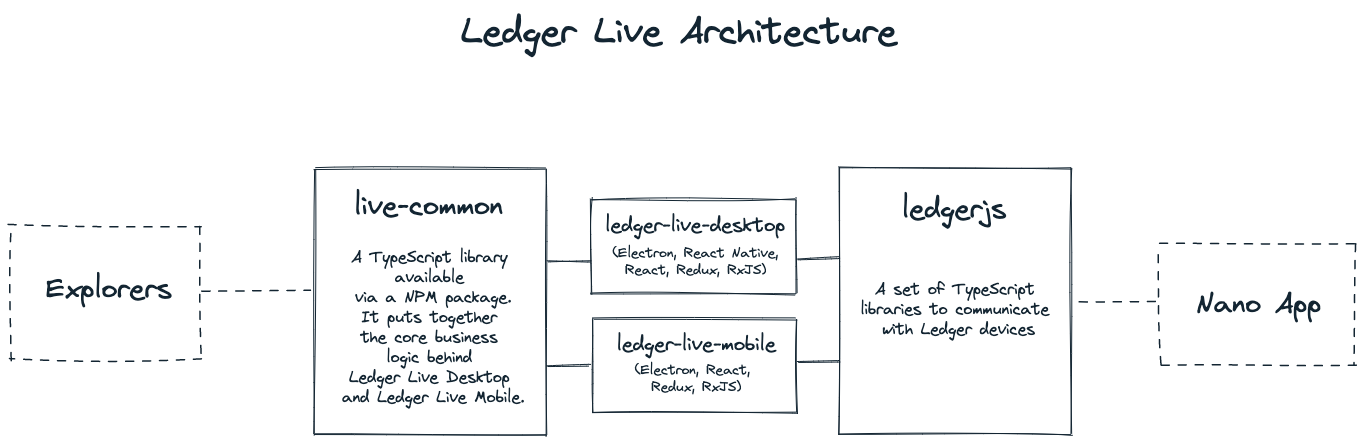 Ledger Live Architecture
Explorers
live-common
A TypeScript library
available
via a NPM package.
It puts together
the core business
logic behind
Ledger Live Desktop
and Ledger Live Mobile.
ledger-live-desktop
(Electron, React Native,
React, Redux, RxJS)
ledger-live-mobile
(Electron, React,
Redux, RxJS)
ledgerjs
A set of TypeScript
libraries to communicate
with Ledger devices
Nano App